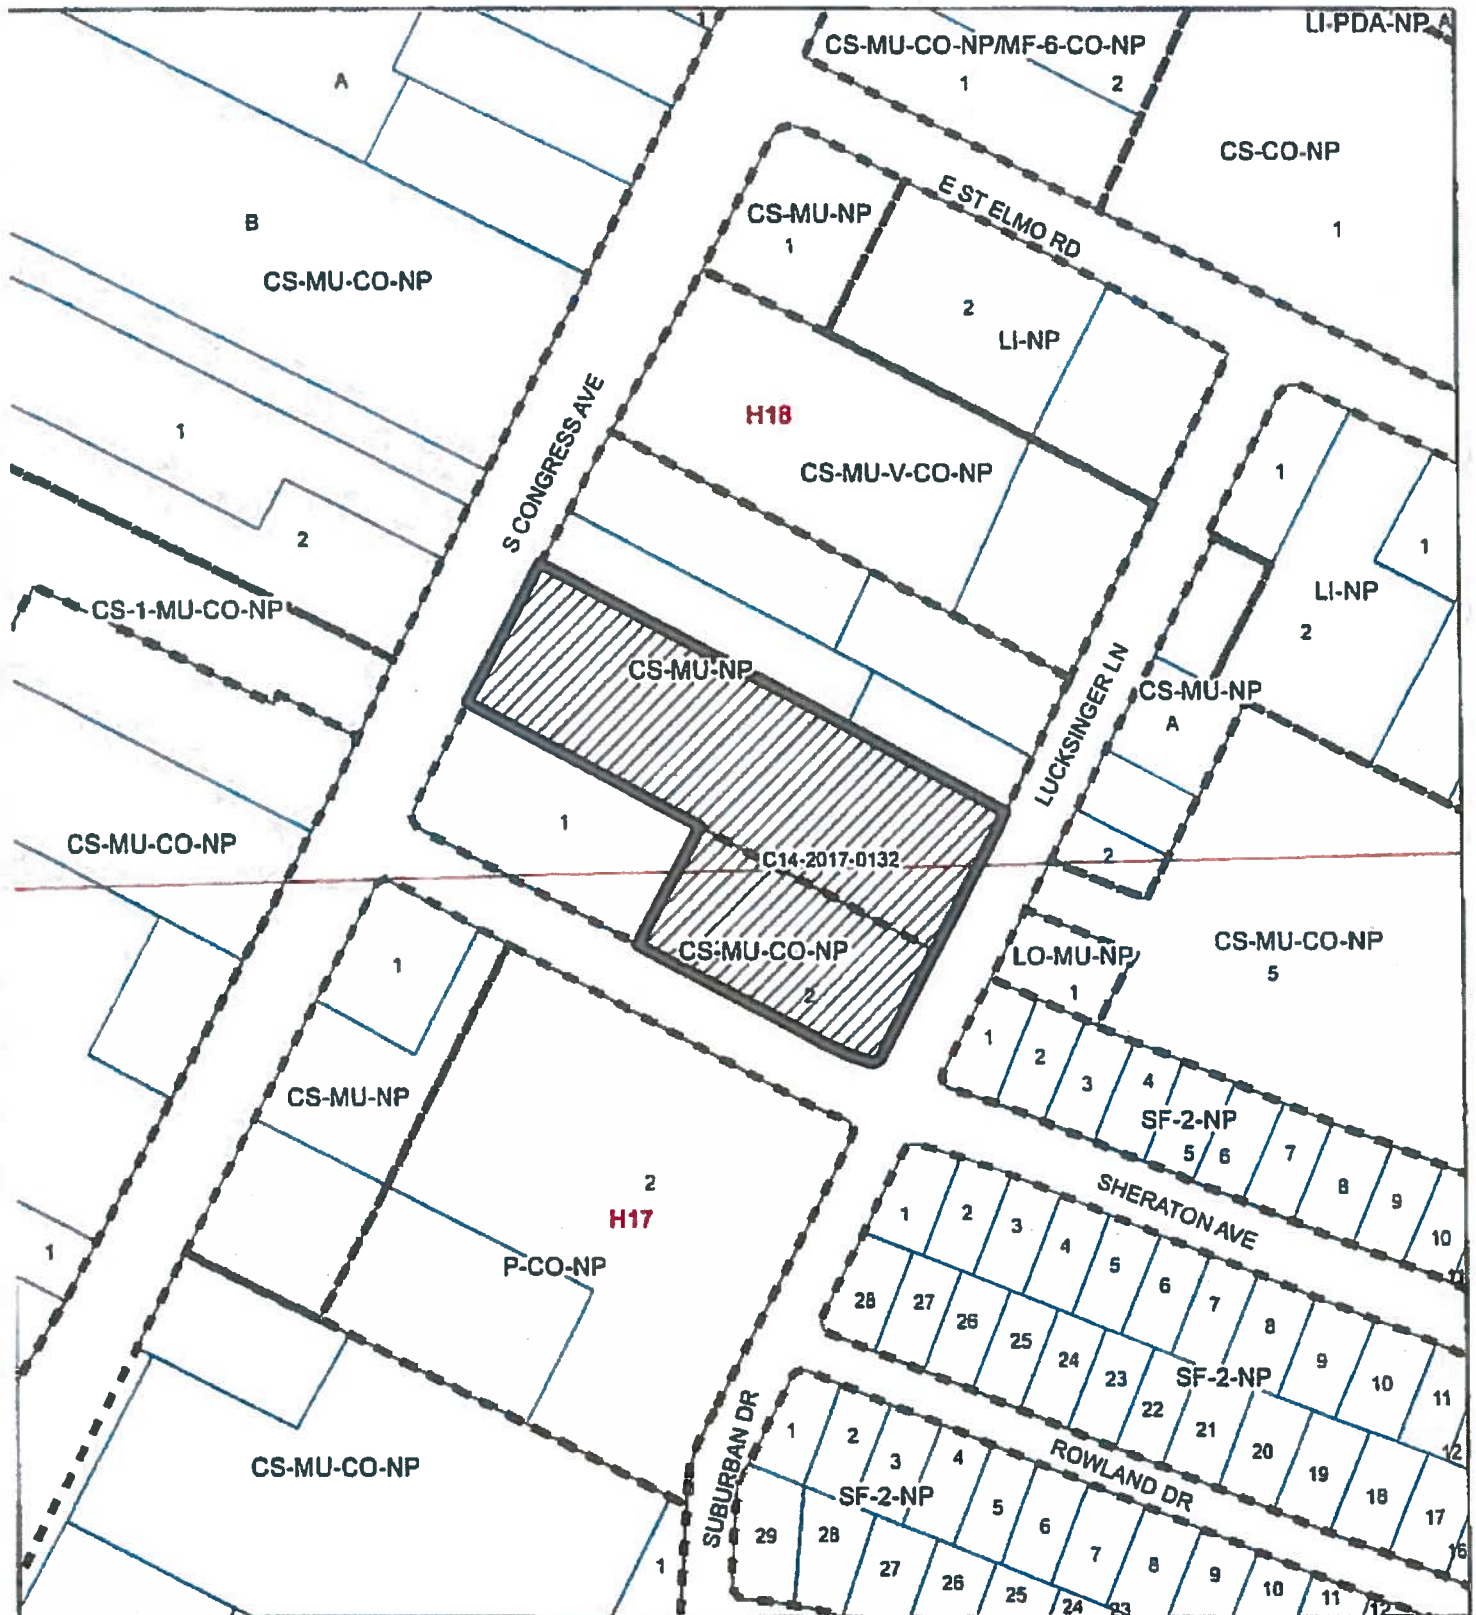 1
LI-PDA-NP
A
CS-MU-CO-NP/MF-6-CO-NP
A
1
2
CS-CO-NP
E ST ELMO RD
B
CS-MU-NP
1
1
CS-MU-CO-NP
2
LI-NP
S CONGRESS AVE
H18
1
CS-MU-V-CO-NP
1
2
1
LI-NP
CS-1-MU-CO-NP
2
CS-MU-NP
LUCKSINGER LN
CS-MU-NP
A
1
CS-MU-CO-NP
C14-2017-0132
2
CS-MU-CO-NP
2
LO-MU-NP
1
CS-MU-CO-NP
5
1
1
2
3
4
SF-2-NP
5
6
7
8
9
10
11
CS-MU-NP
2
H17
SHERATON AVE
1
2
3
4
5
6
7
8
9
10
11
12
1
P-CO-NP
28
27
26
25
24
23
22
21
20
19
18
17
16
SF-2-NP
SUBURBAN DR
ROWLAND DR
CS-MU-CO-NP
1
1
2
3
4
5
6
7
8
9
10
11
12
SF-2-NP
29
28
27
26
25
24
23